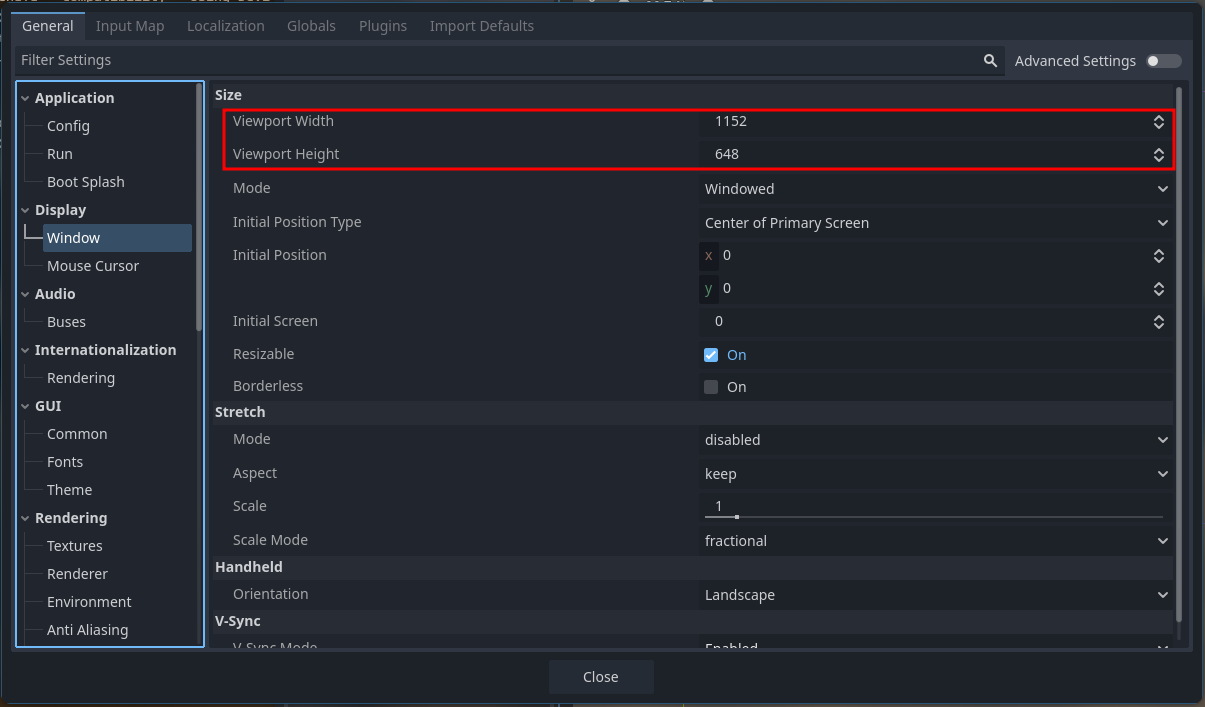 General Input Map Localization Globals Plugins Import Defaults
Filter Settings
Advanced Settings
Application
Config
Run
Boot Splash
Display
Window
Mouse Cursor
Audio
Buses
Internationalization
Rendering
GUI
Common
Fonts
Theme
Rendering
Textures
Renderer
Environment
Anti Aliasing
Size
Viewport Width 1152
Viewport Height 648
Mode Windowed
Initial Position Type Center of Primary Screen
Initial Position x 0
y 0
Initial Screen 0
Resizable On
Borderless On
Stretch
Mode disabled
Aspect keep
Scale 1
Scale Mode fractional
Handheld
Orientation Landscape
V-Sync
V-Sync Mode Enabled
Close